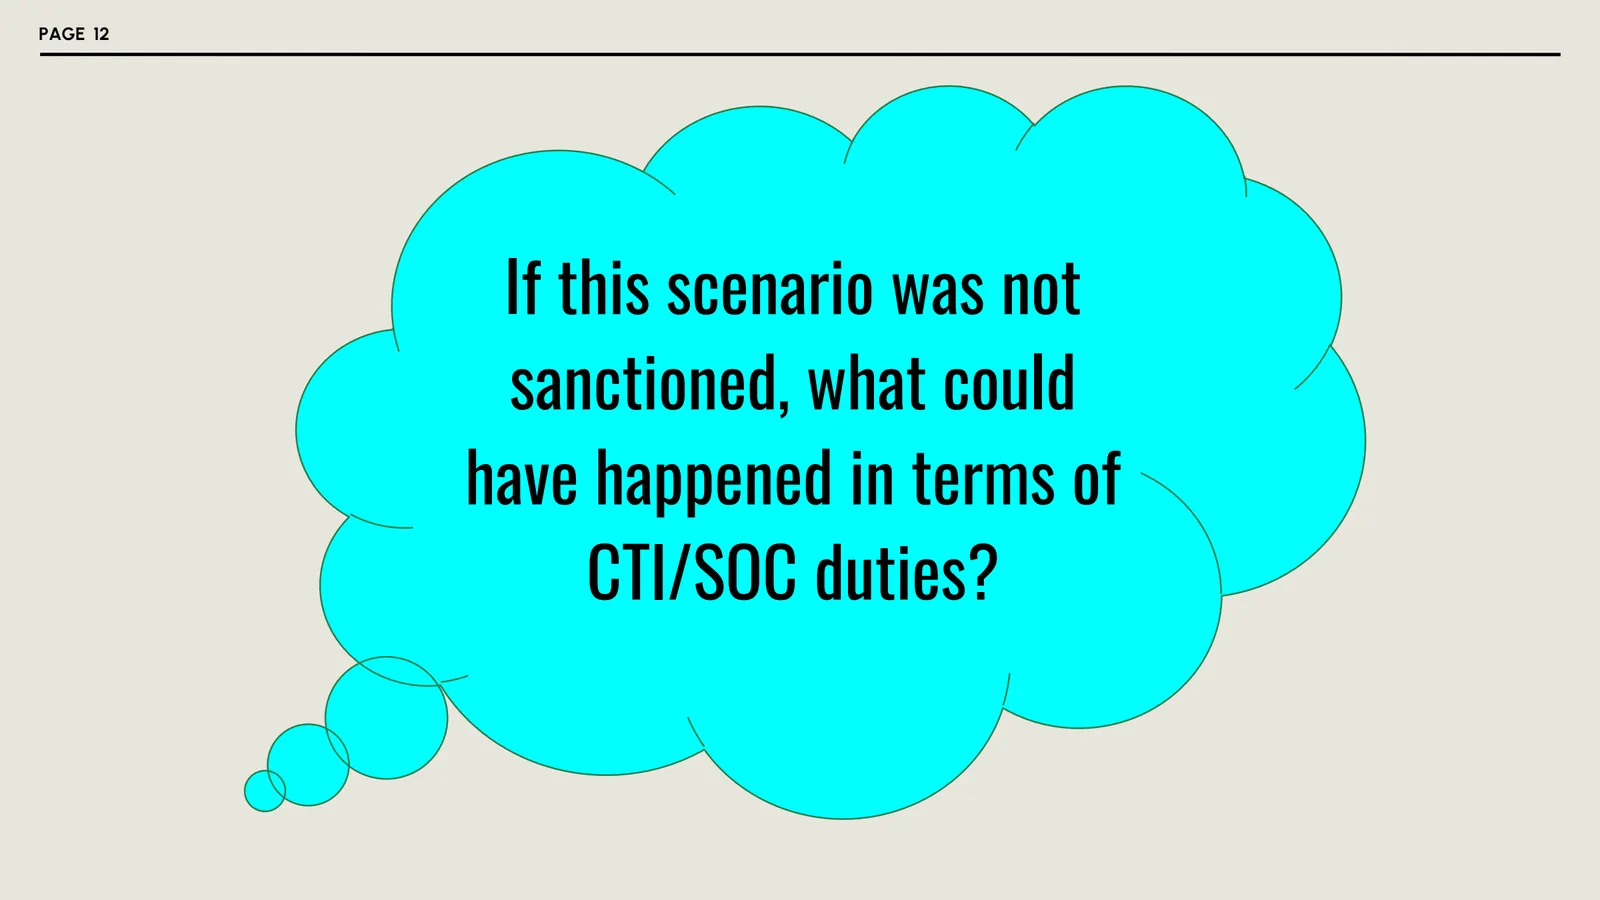 PAGE 12
If this scenario was not
sanctioned, what could
have happened in terms of
CTI/SOC duties?